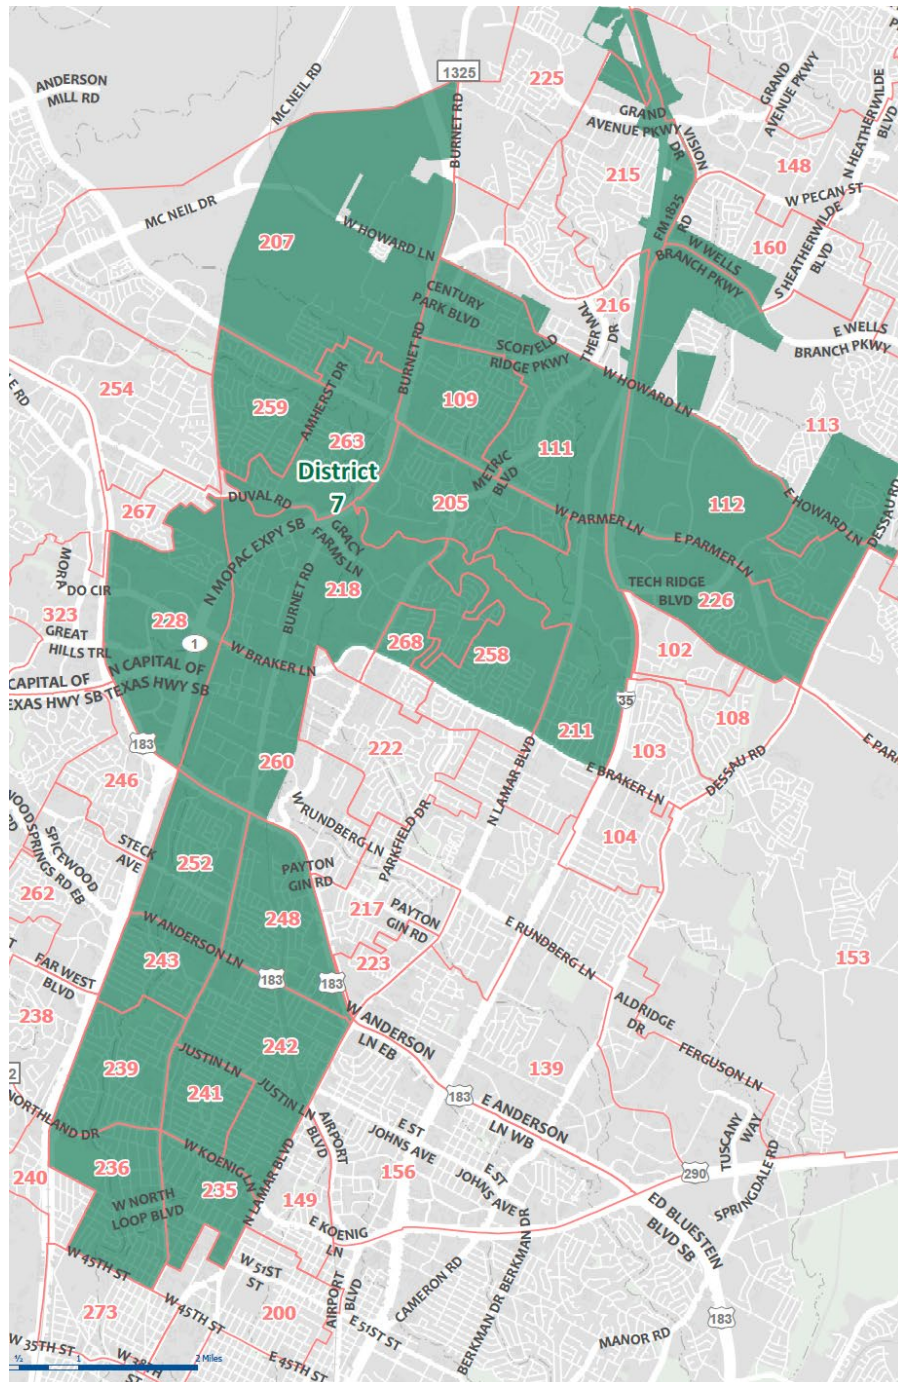 1325
225
ANDERSON
MILL RD
MC NEIL RD
BURNET RD
GRAND
AVENUE PKWY
VISION
DR
GRAND
AVENUE PKWY
N HEATHERWILDE
BLVD
215
148
W PECAN ST
MC NEIL DR
207
W HOWARD LN
FM 1825
RD
160
W WELLS
BRANCH PKWY
S HEATHERWILDE
BLVD
CENTURY
PARK BLVD
216
THERMAL
DR
E WELLS
BRANCH PKWY
BURNET RD
SCOFIELD
RIDGE PKWY
W HOWARD LN
254
259
AMHERST DR
109
113
263
111
District
7
METRIC
BLVD
205
112
E HOWARD LN
DESSAU RD
DUVAL RD
267
W PARMER LN
E PARMER LN
N MOPAC EXPY SB
GRACY
FARMS LN
MORA
DO CIR
BURNET RD
218
TECH RIDGE
BLVD
226
323
GREAT
HILLS TRL
228
1
268
258
102
W BRAKER LN
N CAPITAL OF
TEXAS HWY SB
CAPITAL OF
EXAS HWY SB
35
211
108
183
222
103
260
246
N LAMAR BLVD
E BRAKER LN
DESSAU RD
E PAR
W RUNDBERG LN
PARKFIELD DR
104
SPICEWOOD
SPRINGS RD EB
STECK
AVE
252
PAYTON
GIN RD
262
248
217
PAYTON
GIN RD
E RUNDBERG LN
W ANDERSON LN
243
223
153
183
183
FAR WEST
BLVD
238
ALDRIDGE
DR
W ANDERSON
LN EB
242
239
JUSTIN LN
139
FERGUSON LN
2
241
JUSTIN LN
183
E ANDERSON
LN WB
NORTHLAND DR
AIRPORT
BLVD
E ST
JOHNS AVE
TUSCANY
WAY
236
W KOENIG LN
156
E ST
JOHNS AVE
290
240
235
N LAMAR BLVD
149
SPRINGDALE RD
W NORTH
LOOP BLVD
E KOENIG
LN
ED BLUESTEIN
BLVD SB
W 45TH ST
W 51ST
ST
AIRPORT
BLVD
CAMERON RD
BERKMAN DR
BERKMAN DR
273
W 45TH ST
200
E 51ST ST
183
MANOR RD
W 35TH ST
W 38TH
ST
E 45TH ST
½ 1 2 Miles